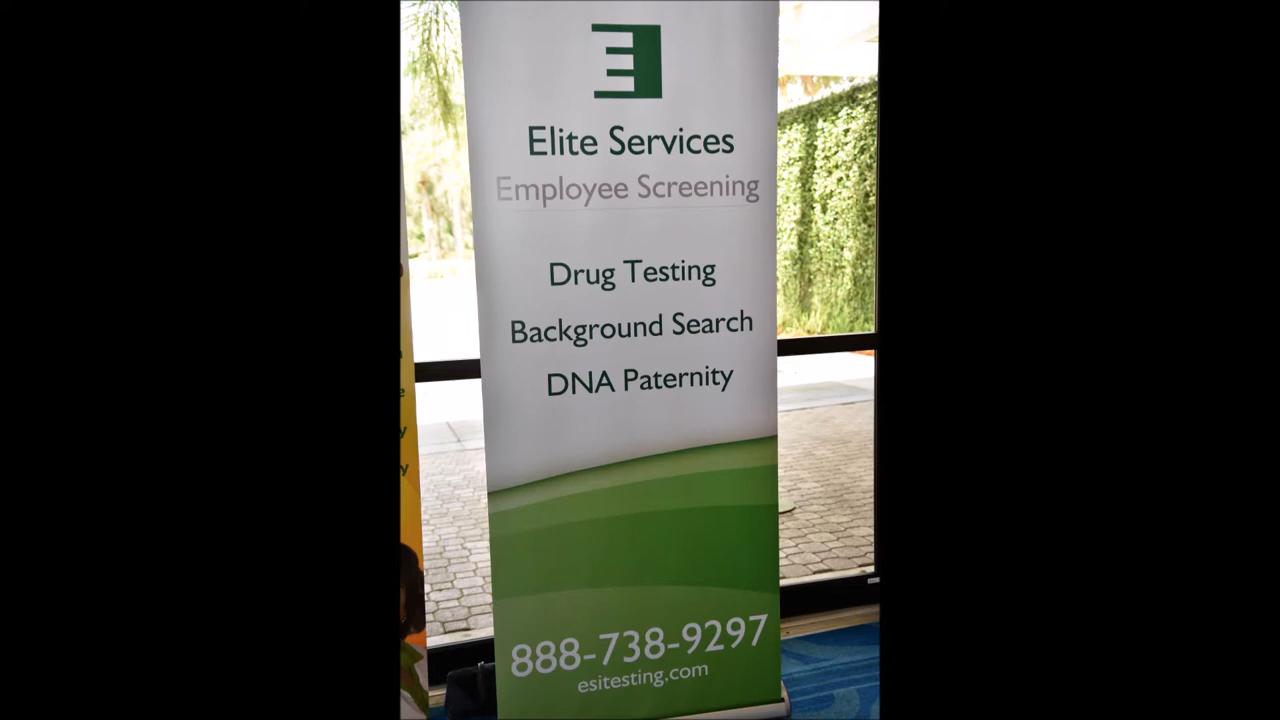 Elite Services
Employee Screening
Drug Testing
Background Search
DNA Paternity
888-738-9297
esitesting.com